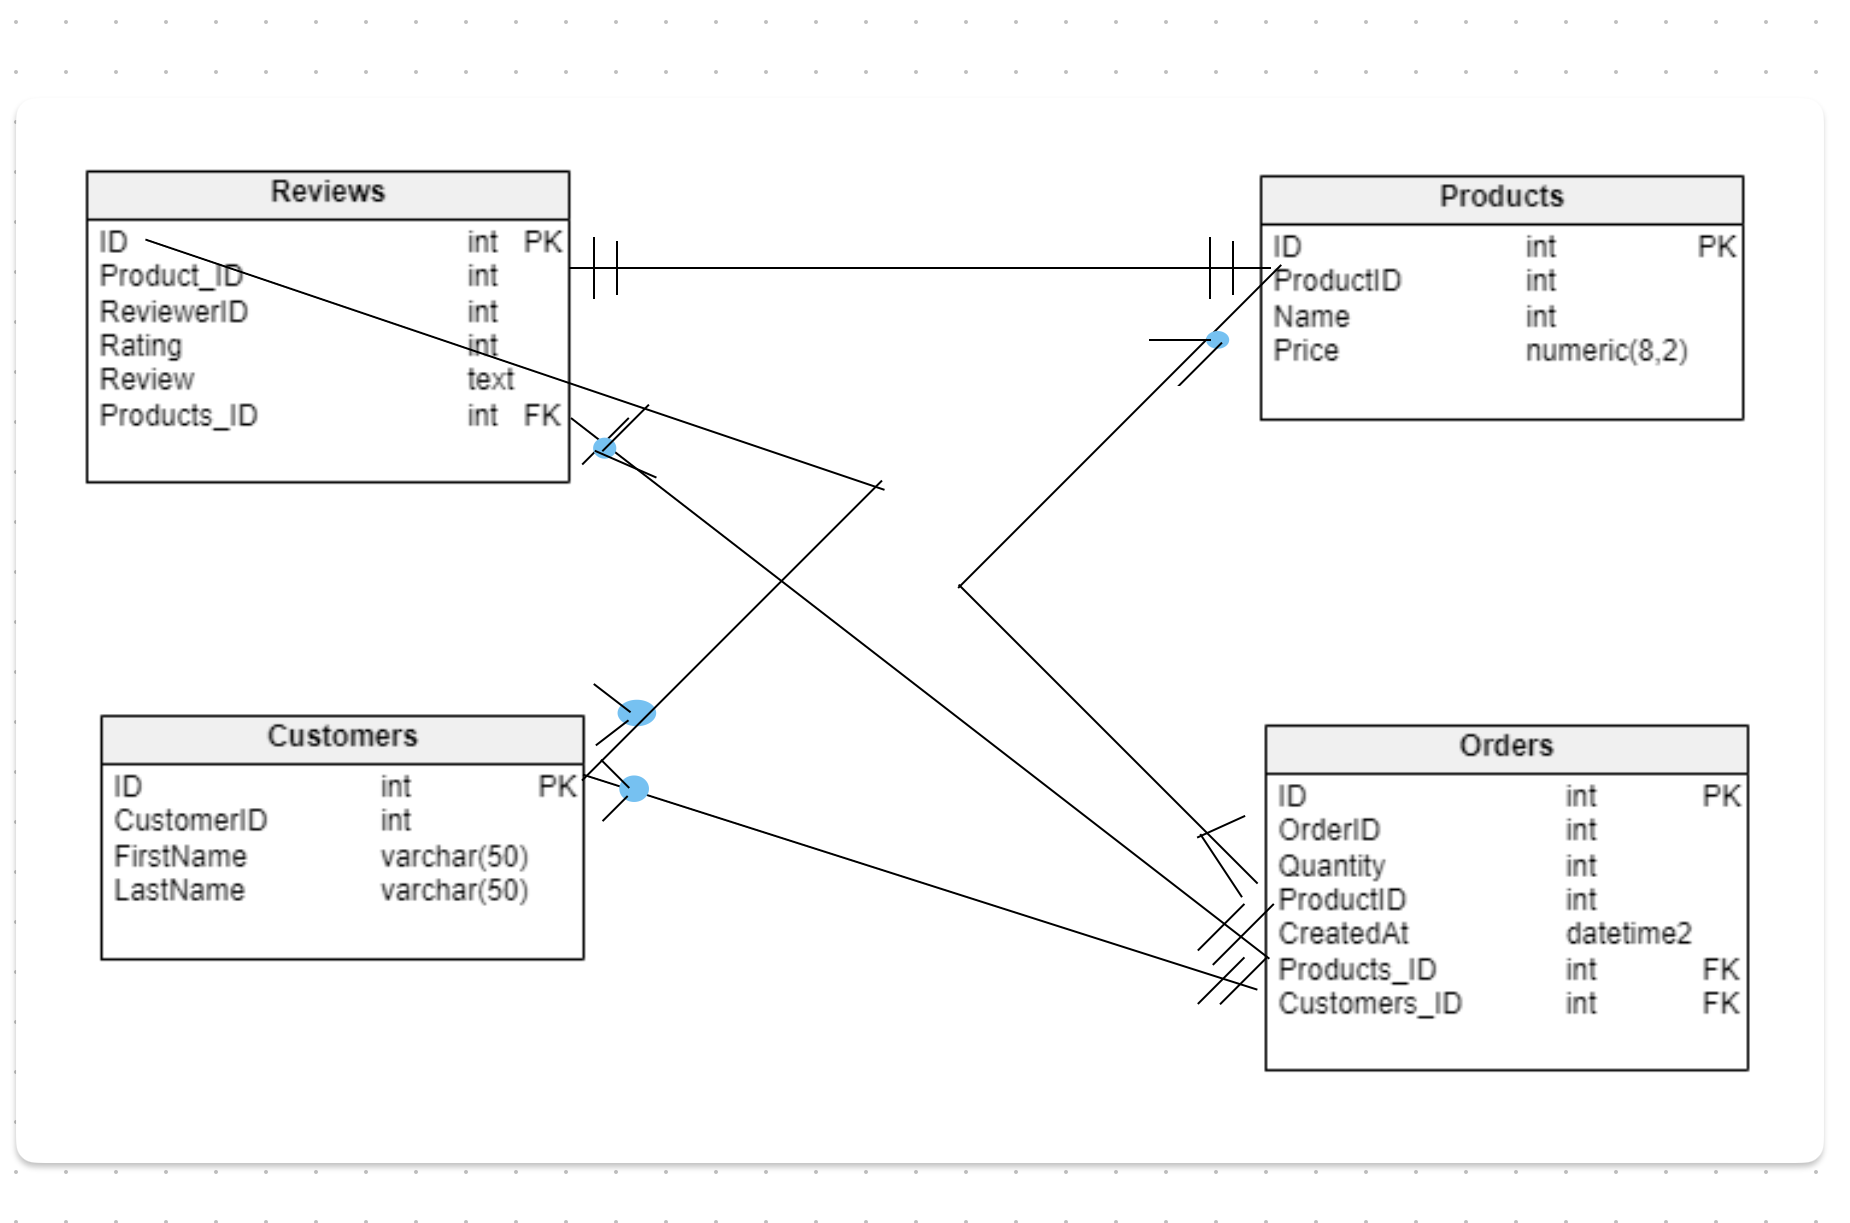 Reviews
ID int PK
Product_ID int
ReviewerID int
Rating int
Review text
Products_ID int FK
Products
ID int PK
ProductID int
Name int
Price numeric(8,2)
Customers
ID int PK
CustomerID int
FirstName varchar(50)
LastName varchar(50)
Orders
ID int PK
OrderID int
Quantity int
ProductID int
CreatedAt datetime2
Products_ID int FK
Customers_ID int FK